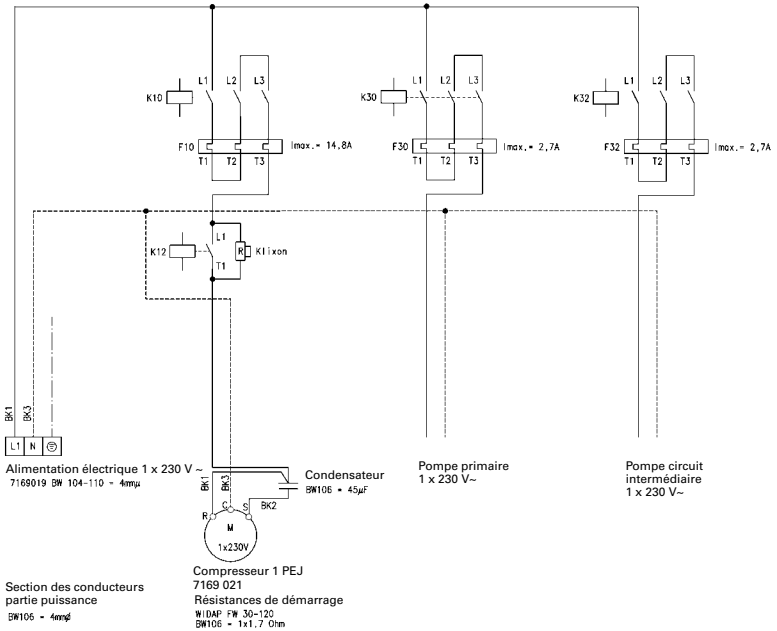 L1 L2 L3
L1 L2 L3
L1 L2 L3
K10
K30
K32
F10
Imax.= 14,8A
F30
Imax.= 2,7A
F32
Imax.= 2,7A
T1 T2 T3
T1 T2 T3
T1 T2 T3
L1
K12
R
Klixon
T1
BK1
BK3
L1 N
Alimentation électrique 1 x 230 V ~
7169019 BW 104-110 = 4mmµ
BK1
BK3
Condensateur
BW106 = 45µF
BK2
R C S
M
1x230V
Pompe primaire
1 x 230 V~
Pompe circuit
intermédiaire
1 x 230 V~
Compresseur 1 PEJ
7169 021
Résistances de démarrage
WIDAP FW 30-120
BW106 = 1x1,7 Ohm
Section des conducteurs
partie puissance
BW106 = 4mmø